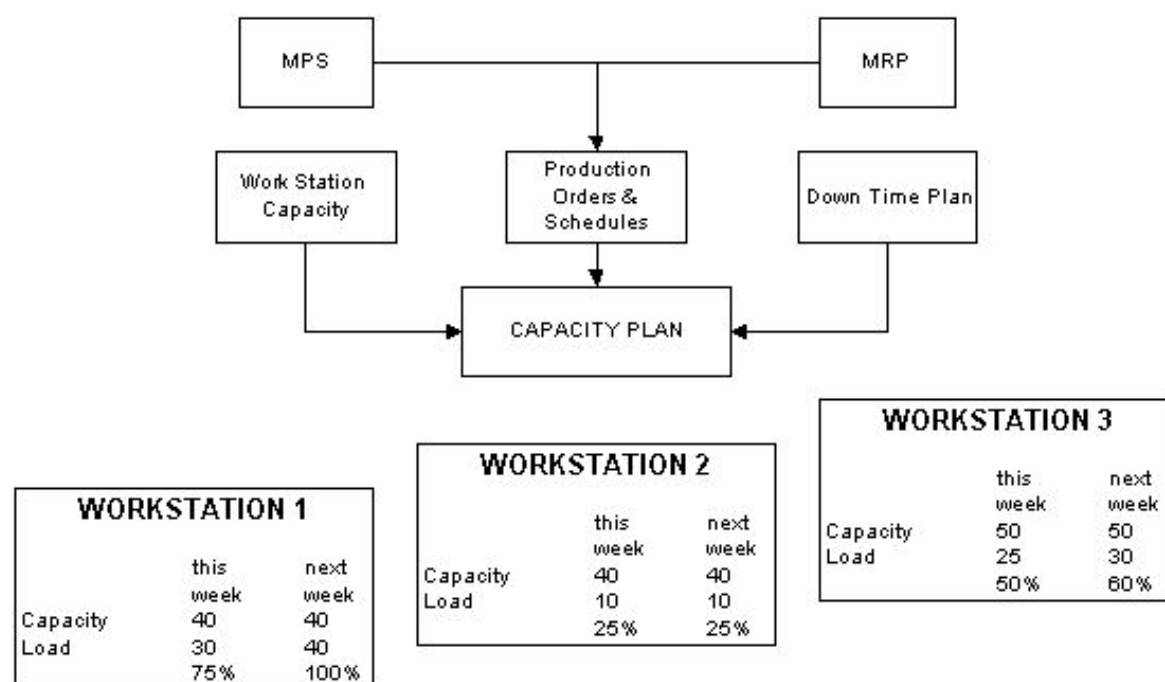 MPS
MRP
Work Station
Capacity
Production
Orders &
Schedules
Down Time Plan
CAPACITY PLAN
WORKSTATION 1
this next
week week
Capacity 40 40
Load 30 40
75% 100%
WORKSTATION 2
this next
week week
Capacity 40 40
Load 10 10
25% 25%
WORKSTATION 3
this next
week week
Capacity 50 50
Load 25 30
50% 60%